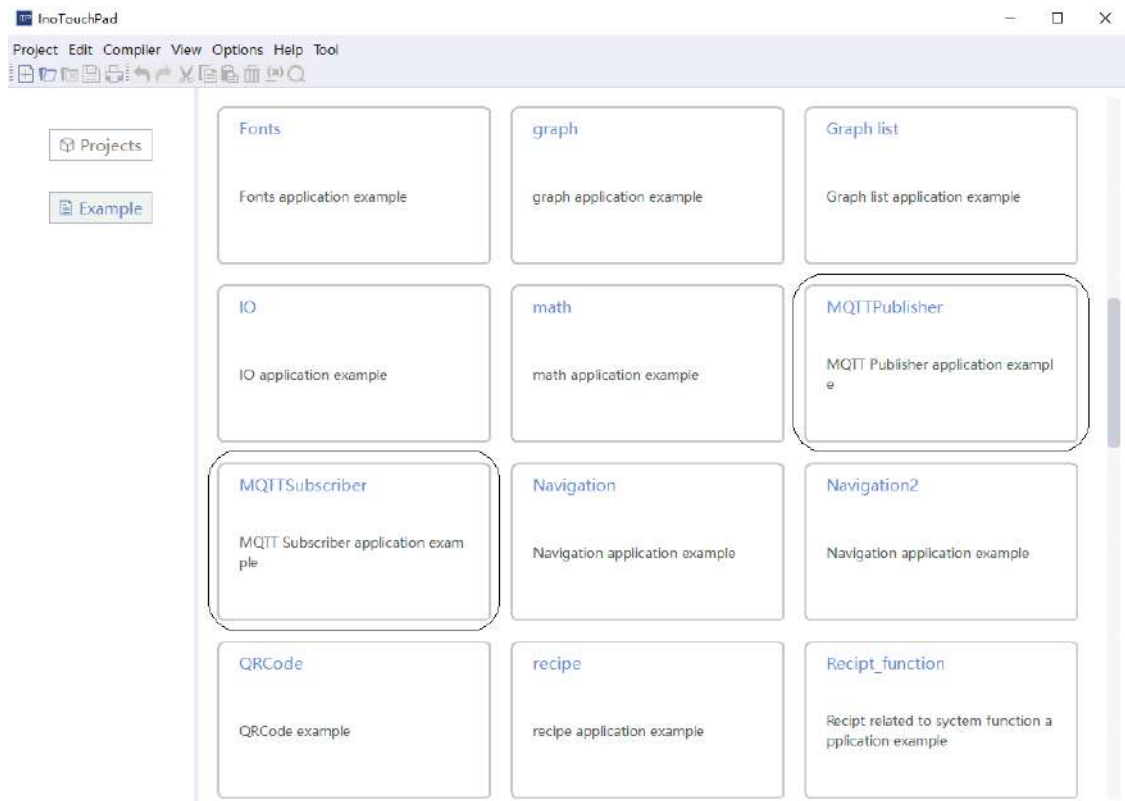 InoTouchPad
Project Edit Compiler View Options Help Tool
Projects
Example
Fonts
Fonts application example
graph
graph application example
Graph list
Graph list application example
IO
IO application example
math
math application example
MQTTPublisher
MQTT Publisher application exampl
e
MQTTSubscriber
MQTT Subscriber application exam
ple
Navigation
Navigation application example
Navigation2
Navigation application example
QRCode
QRCode example
recipe
recipe application example
Recipt_function
Recipt related to system function a
pplication example